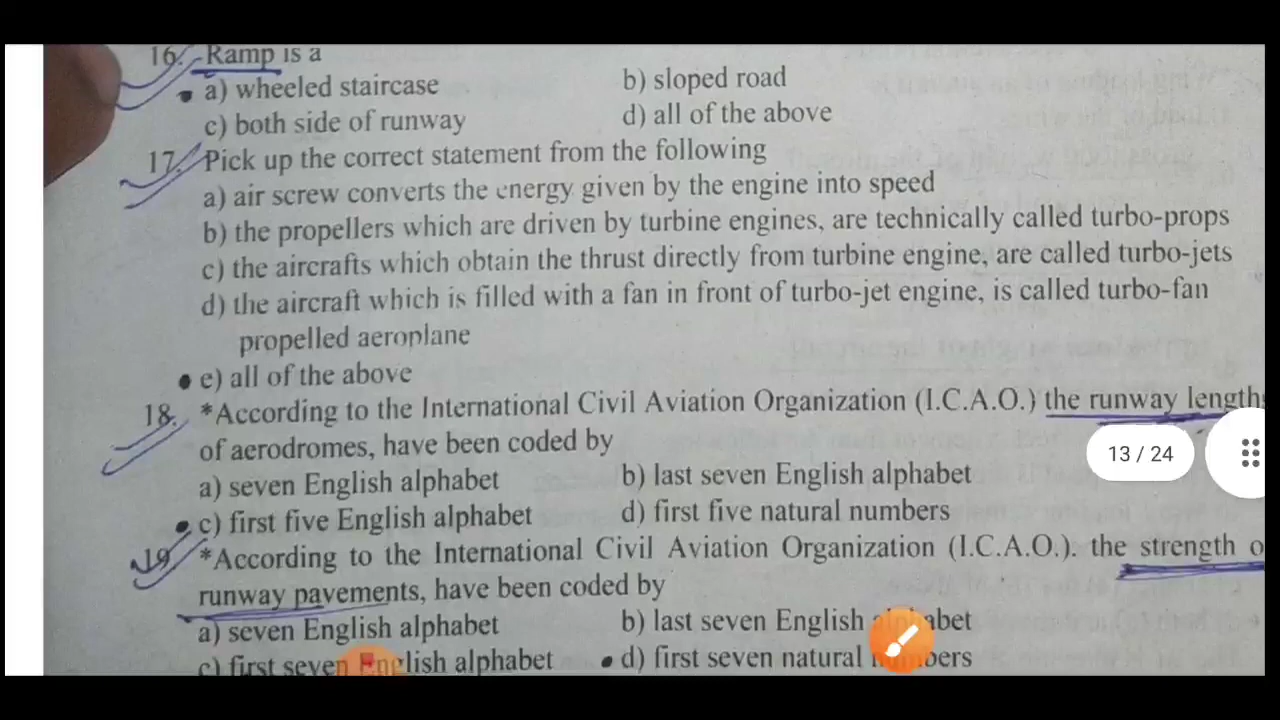 16. Ramp is a
a) wheeled staircase b) sloped road
c) both side of runway d) all of the above
17. Pick up the correct statement from the following
a) air screw converts the energy given by the engine into speed
b) the propellers which are driven by turbine engines, are technically called turbo-props
c) the aircrafts which obtain the thrust directly from turbine engine, are called turbo-jets
d) the aircraft which is filled with a fan in front of turbo-jet engine, is called turbo-fan
propelled aeroplane
e) all of the above
18. *According to the International Civil Aviation Organization (I.C.A.O.) the runway length
of aerodromes, have been coded by
13 / 24
a) seven English alphabet b) last seven English alphabet
c) first five English alphabet d) first five natural numbers
19. *According to the International Civil Aviation Organization (I.C.A.O.). the strength o
runway pavements, have been coded by
a) seven English alphabet b) last seven English alphabet
c) first seven English alphabet d) first seven natural numbers